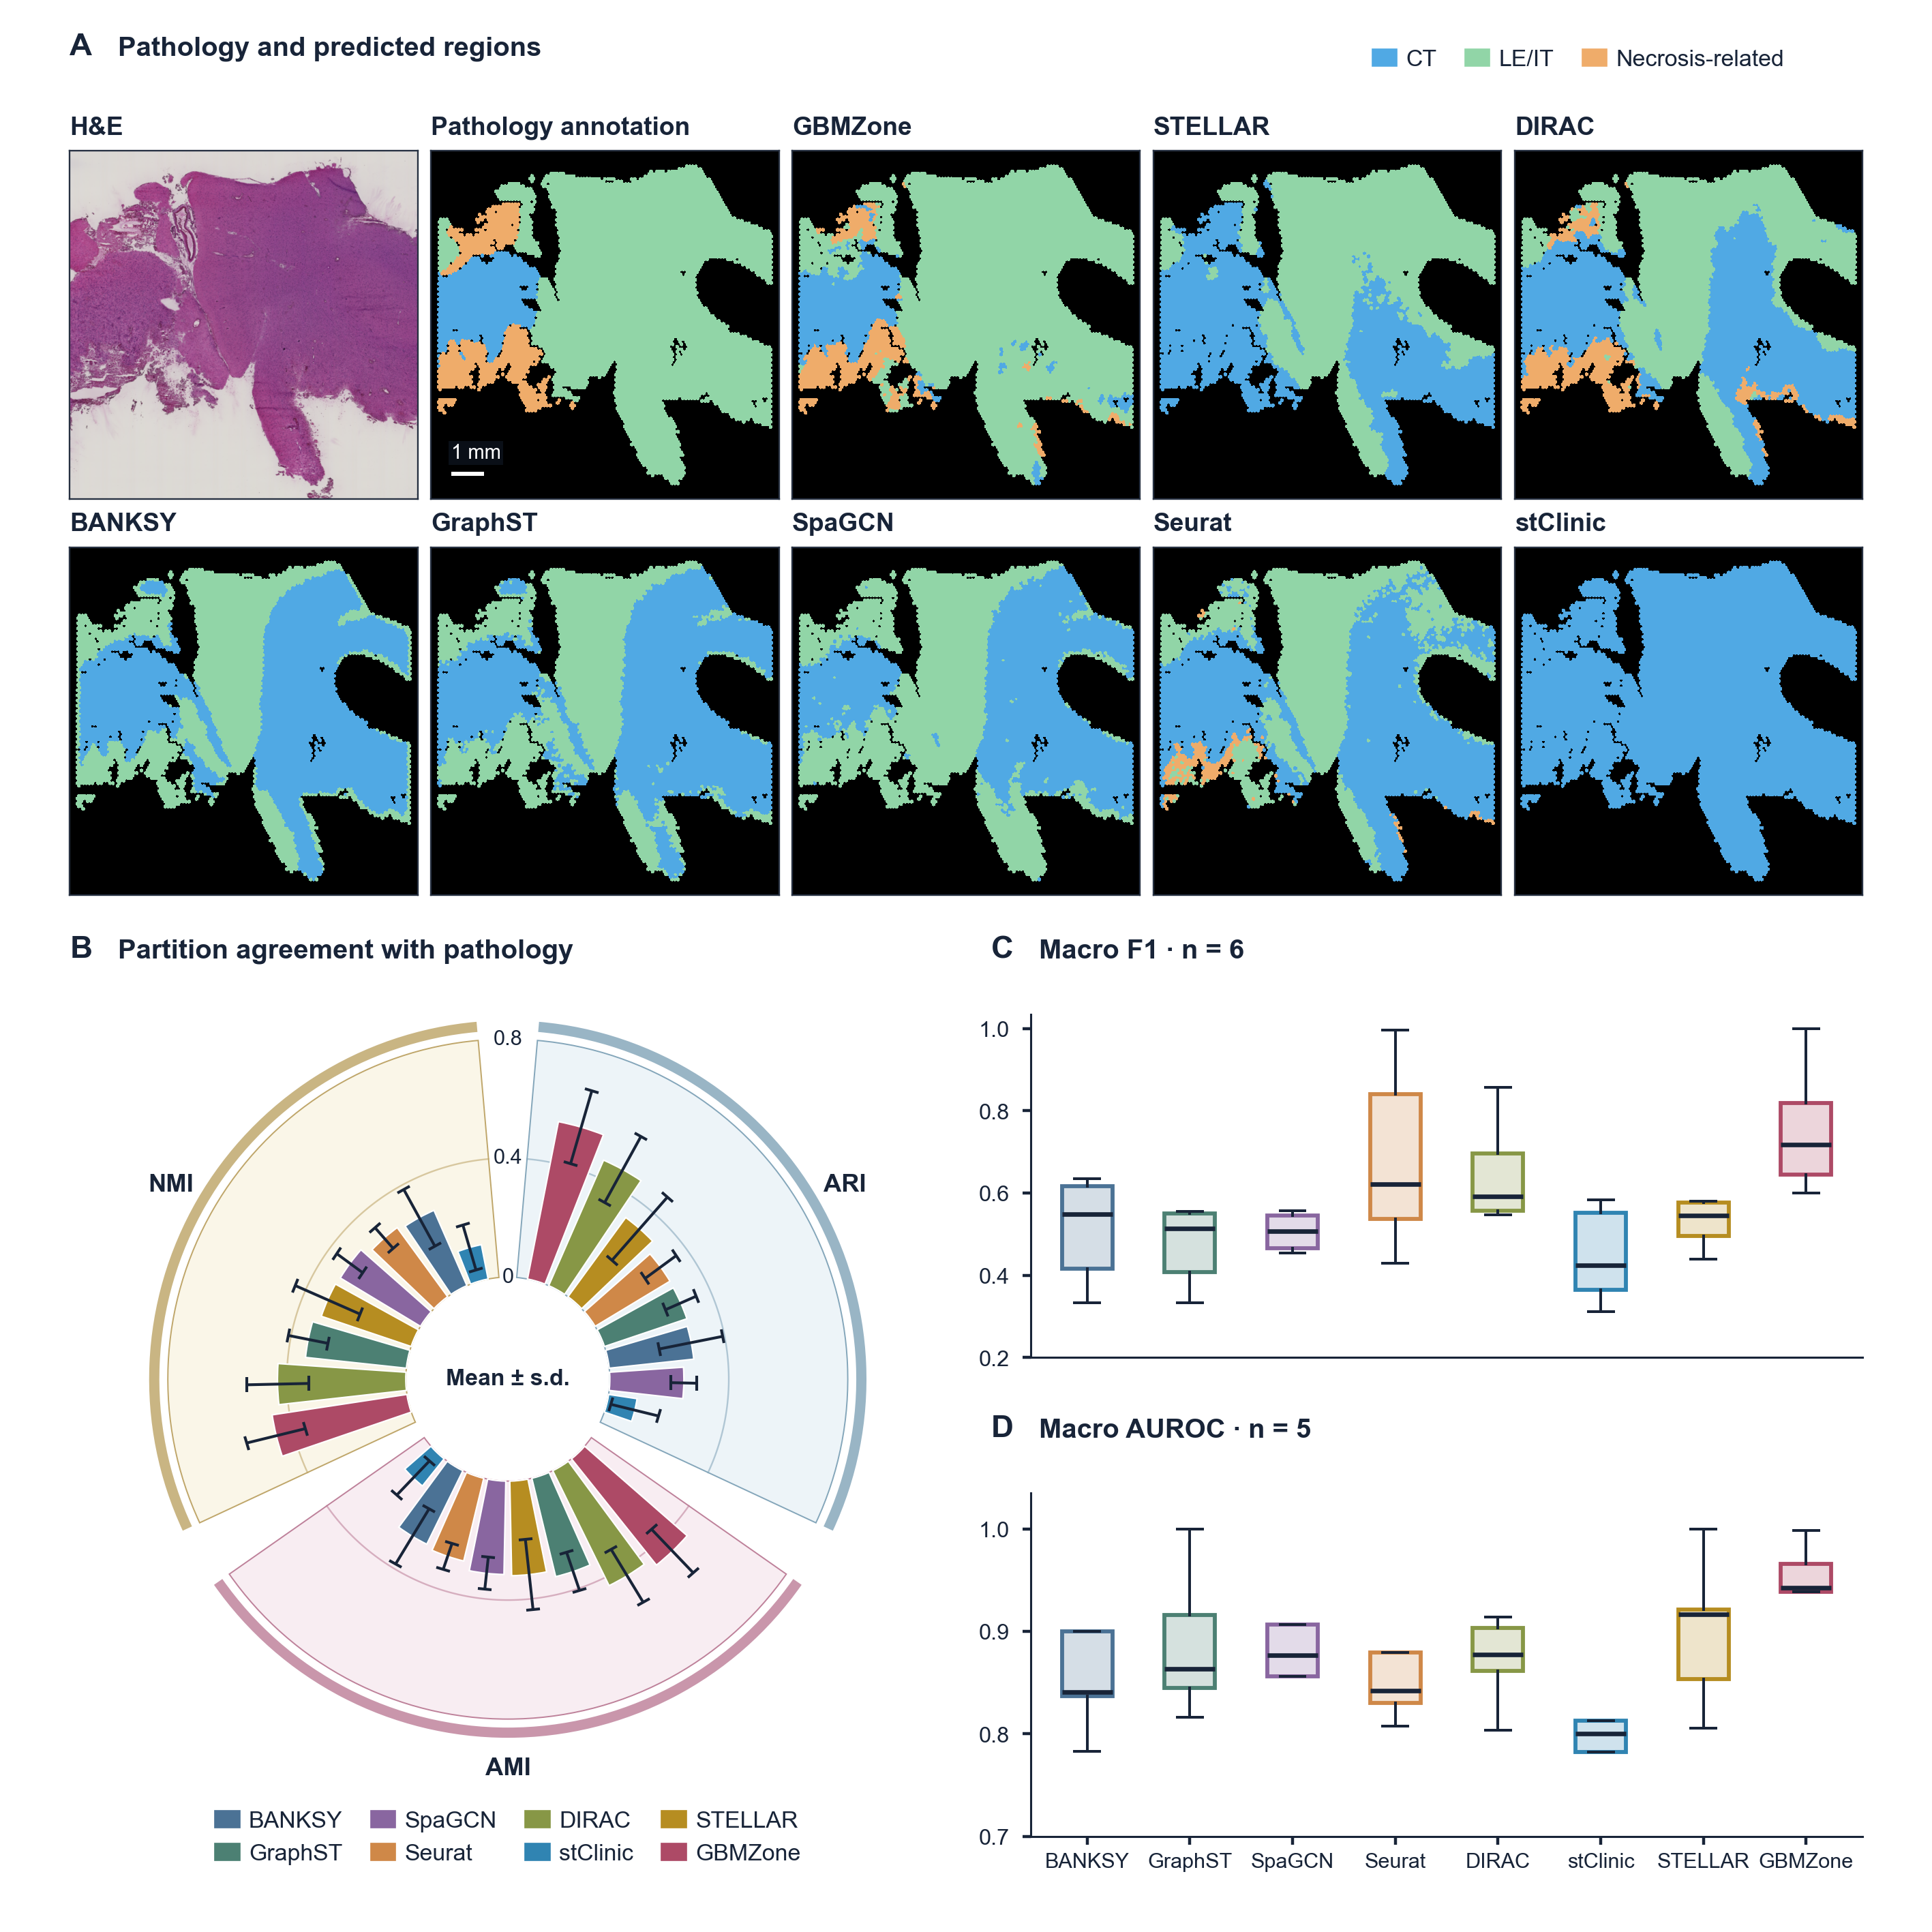 A Pathology and predicted regions
CT LE/IT Necrosis-related
H&E Pathology annotation GBMZone STELLAR DIRAC
1 mm
BANKSY GraphST SpaGCN Seurat stClinic
B Partition agreement with pathology
NMI
ARI
AMI
0.8
0.4
0
Mean ± s.d.
BANKSY SpaGCN DIRAC STELLAR
GraphST Seurat stClinic GBMZone
C Macro F1 · n = 6
1.0
0.8
0.6
0.4
0.2
D Macro AUROC · n = 5
1.0
0.9
0.8
0.7
BANKSY GraphST SpaGCN Seurat DIRAC stClinic STELLAR GBMZone